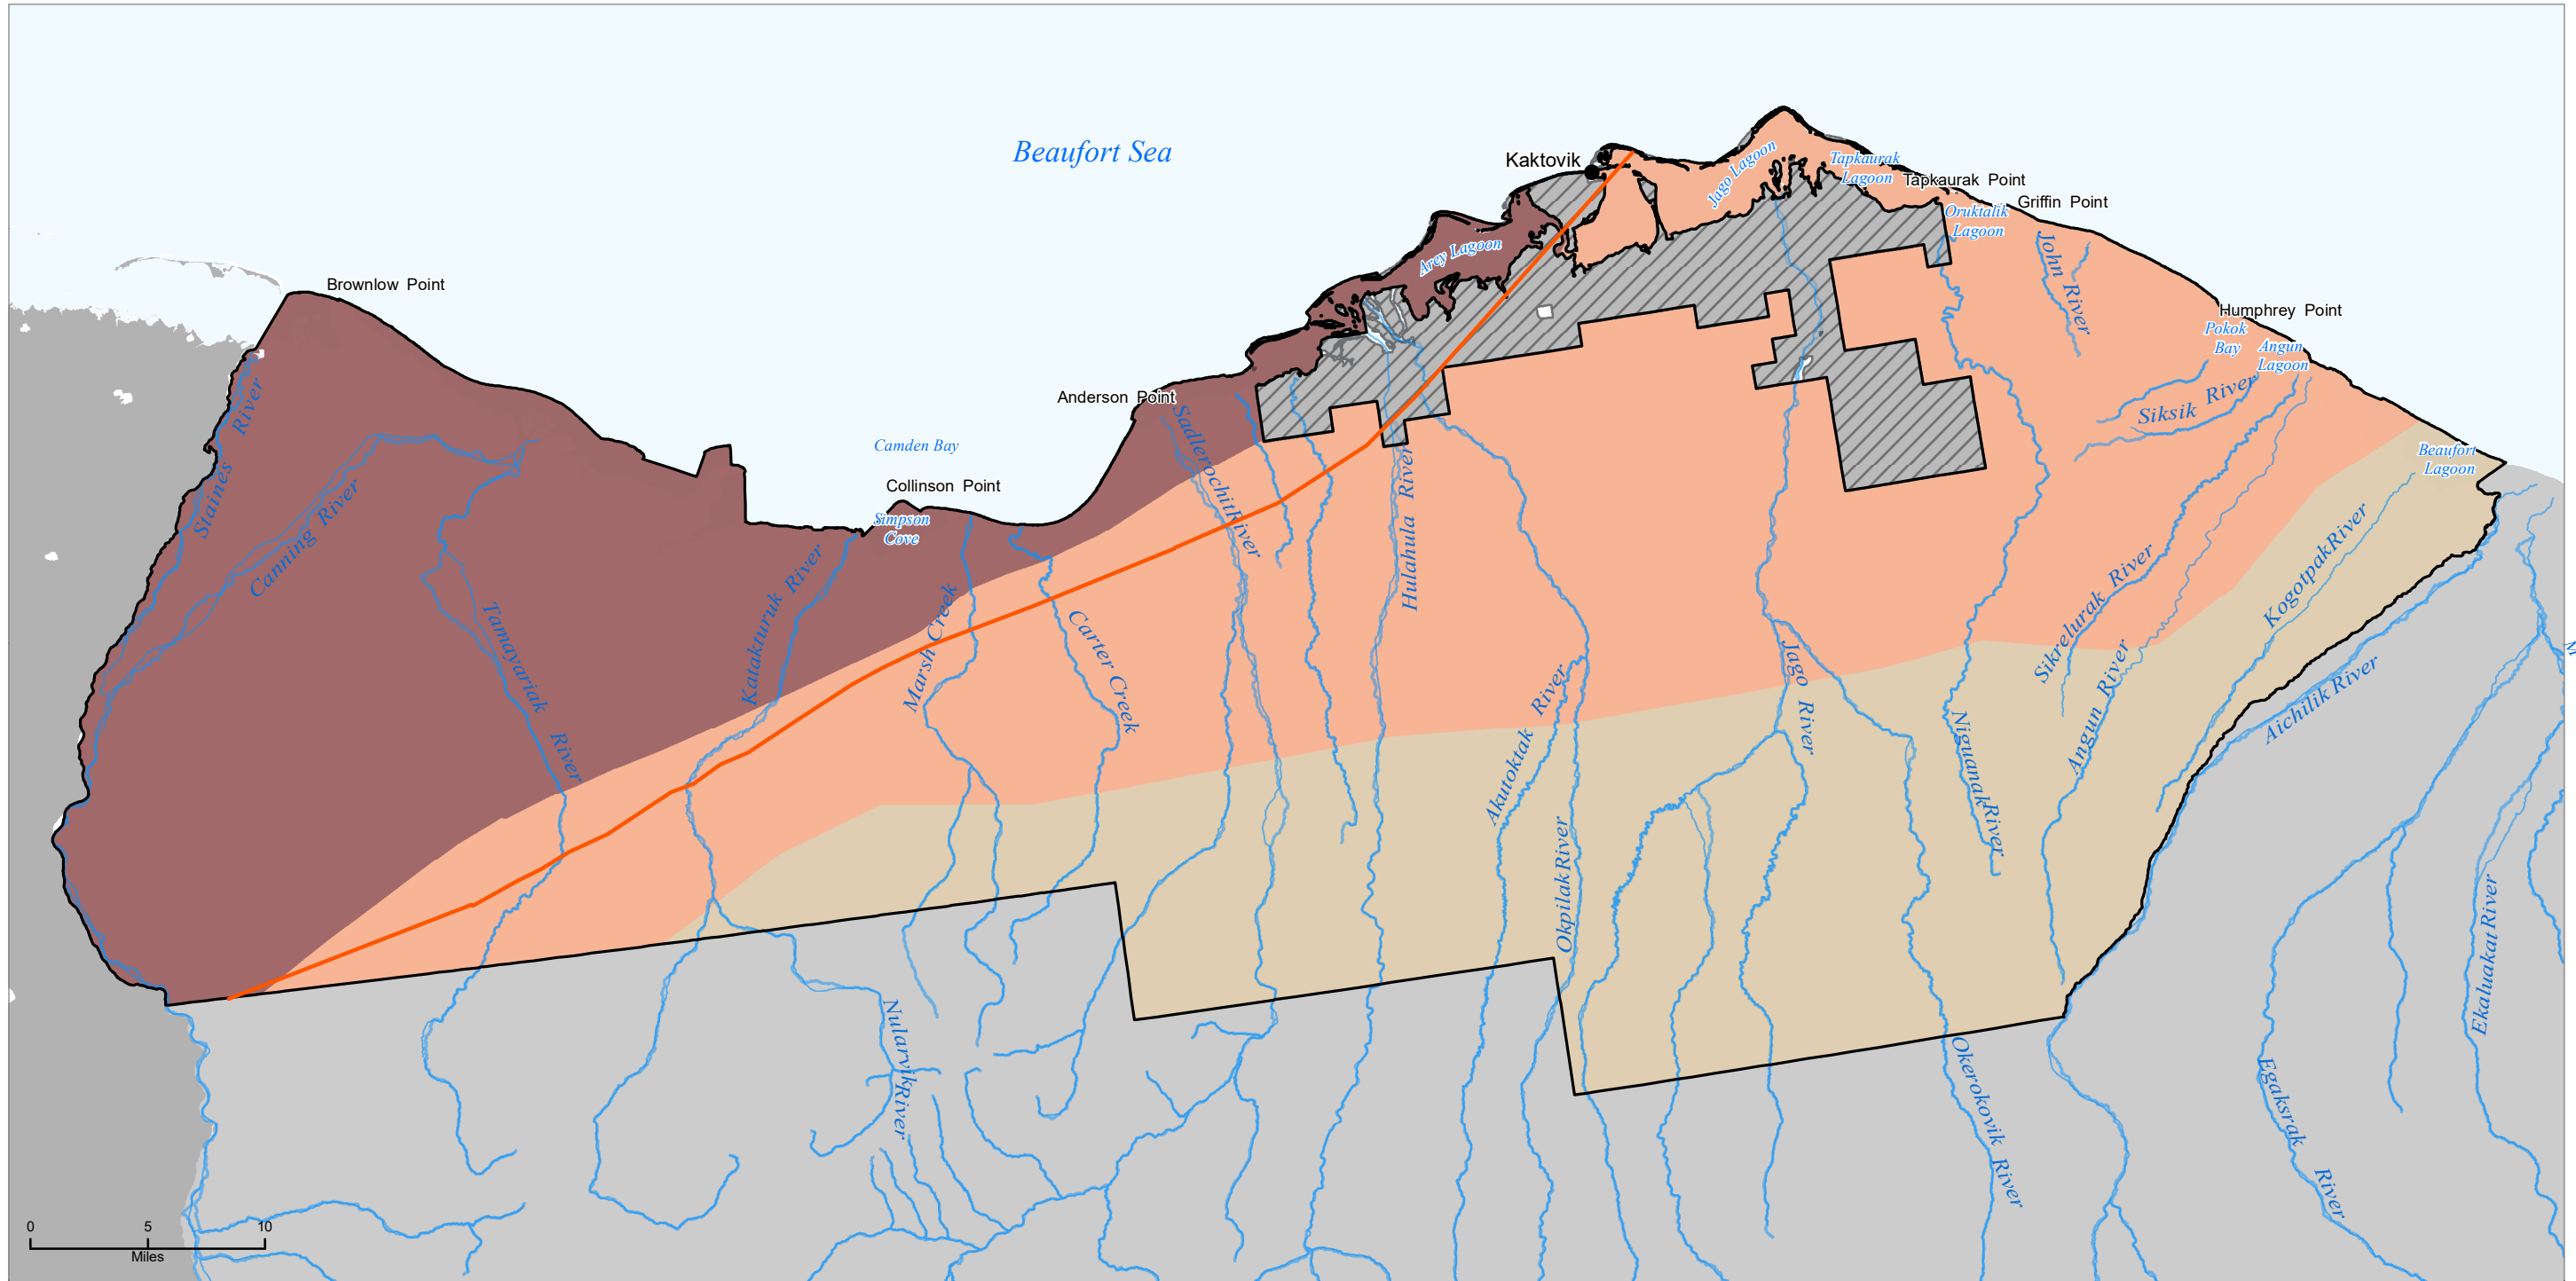 Beaufort Sea
Kaktovik
Jago Lagoon
Tapkaurak
Lagoon
Tapkaurak Point
Griffin Point
Oruktalik
Lagoon
Arey Lagoon
John River
Brownlow Point
Humphrey Point
Pokok
Bay
Angun
Lagoon
Siksik River
Anderson Point
Camden Bay
Collinson Point
Simpson
Cove
Beaufort
Lagoon
Staines River
Canning River
Tamayariak River
Katakturuk River
Marsh Creek
Carter Creek
Sadlerochit River
Hulahula River
Akutoktak River
Okpilak River
Jago River
Niguanak River
Sikrelurak River
Angun River
Kogotpak River
Aichilik River
Nularvik River
Okerokovik River
Egaksrak River
Ekaluakat River
M
0 5 10
Miles